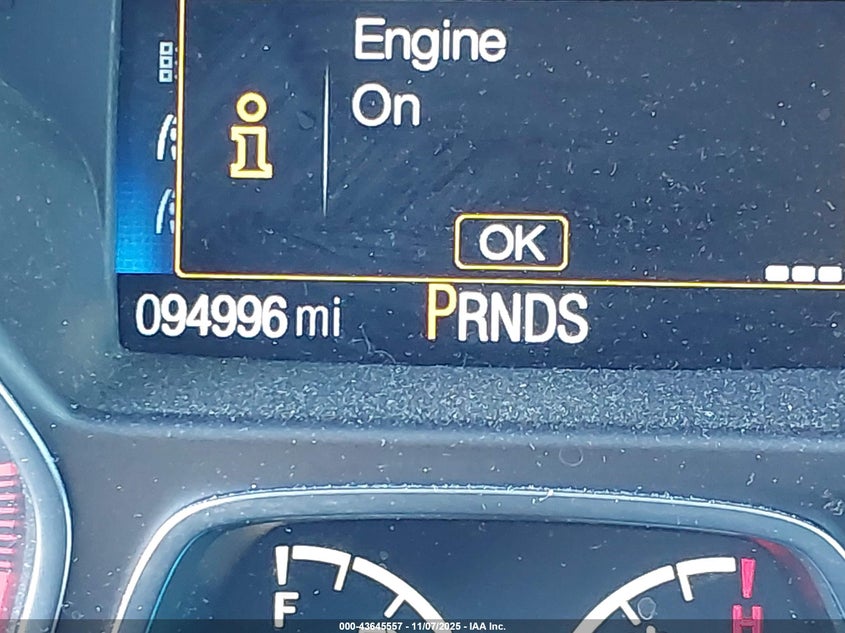 Engine
On
OK
094996 mi PRNDS
F H
000-43645557 - 11/07/2025 - IAA Inc.